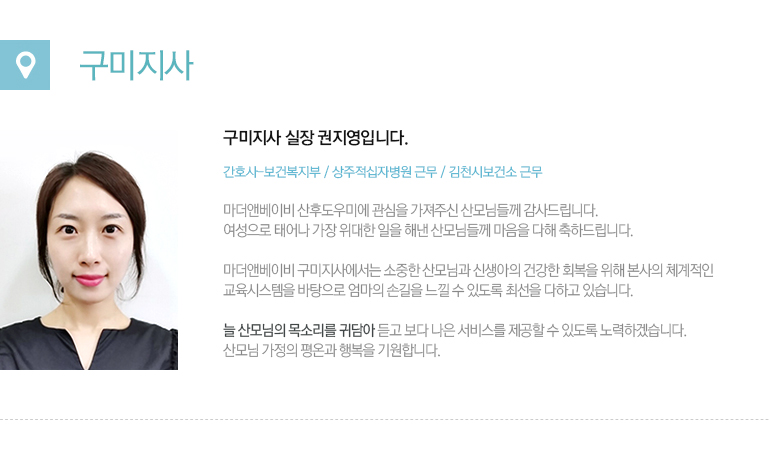 구미지사
구미지사 실장 권지영입니다.
간호사-보건복지부 / 상주적십자병원 근무 / 김천시보건소 근무
마더앤베이비 산후도우미에 관심을 가져주신 산모님들께 감사드립니다.
여성으로 태어나 가장 위대한 일을 해낸 산모님들께 마음을 다해 축하드립니다.
마더앤베이비 구미지사에서는 소중한 산모님과 신생아의 건강한 회복을 위해 본사의 체계적인
교육시스템을 바탕으로 엄마의 손길을 느낄 수 있도록 최선을 다하고 있습니다.
늘 산모님의 목소리를 귀담아 듣고 보다 나은 서비스를 제공할 수 있도록 노력하겠습니다.
산모님 가정의 평온과 행복을 기원합니다.